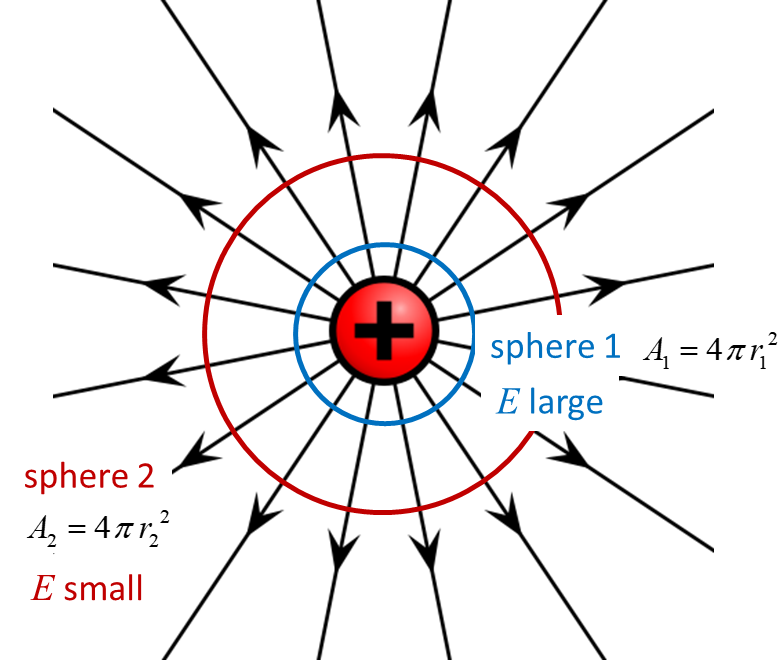 +
sphere 1
A₁ = 4πr₁²
E large
sphere 2
A₂ = 4πr₂²
E small